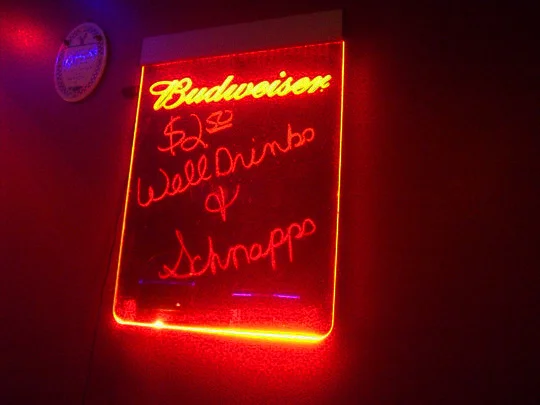 Budweiser
$2.50
Well Drinks
&
Schnapps